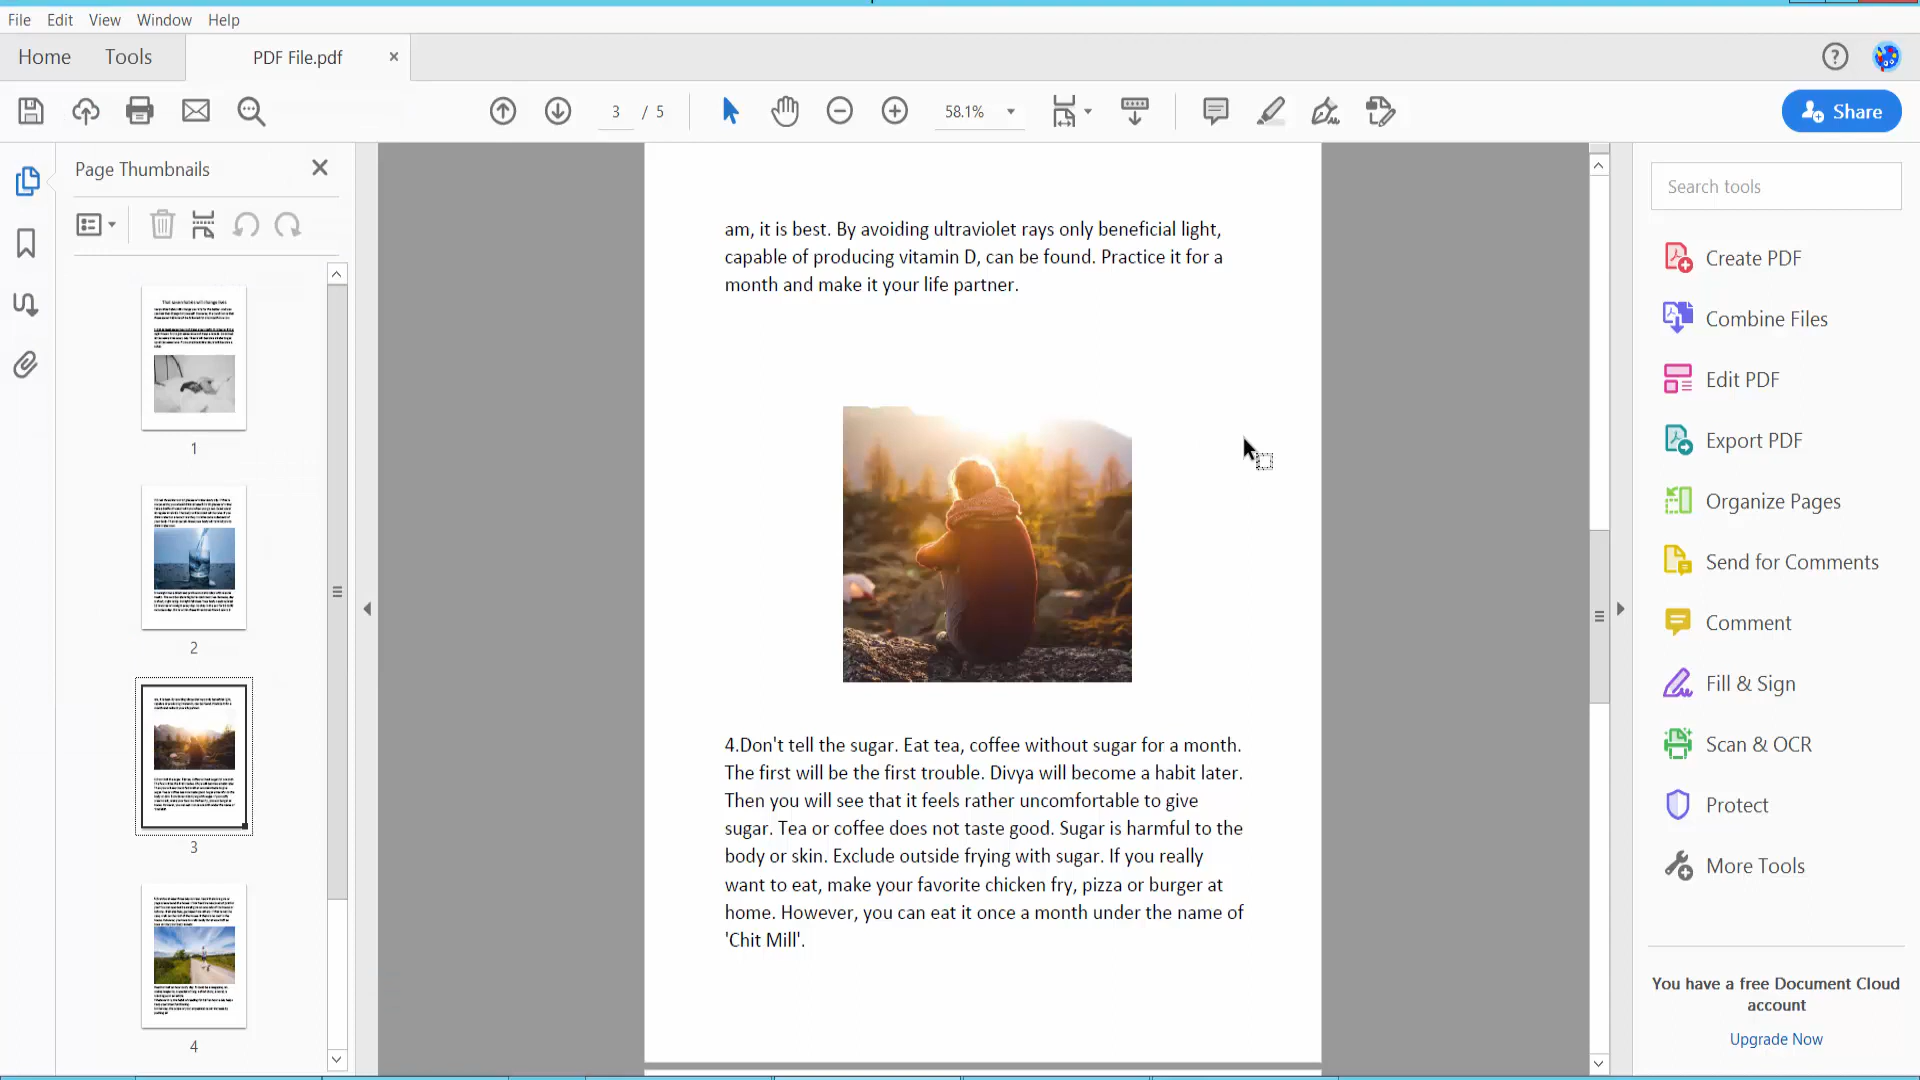 File Edit View Window Help
Home Tools PDF File.pdf
3 / 5 58.1% Share
Page Thumbnails
1
2
3
4
am, it is best. By avoiding ultraviolet rays only beneficial light,
capable of producing vitamin D, can be found. Practice it for a
month and make it your life partner.
4.Don't tell the sugar. Eat tea, coffee without sugar for a month.
The first will be the first trouble. Divya will become a habit later.
Then you will see that it feels rather uncomfortable to give
sugar. Tea or coffee does not taste good. Sugar is harmful to the
body or skin. Exclude outside frying with sugar. If you really
want to eat, make your favorite chicken fry, pizza or burger at
home. However, you can eat it once a month under the name of
'Chit Mill'.
Search tools
Create PDF
Combine Files
Edit PDF
Export PDF
Organize Pages
Send for Comments
Comment
Fill & Sign
Scan & OCR
Protect
More Tools
You have a free Document Cloud
account
Upgrade Now